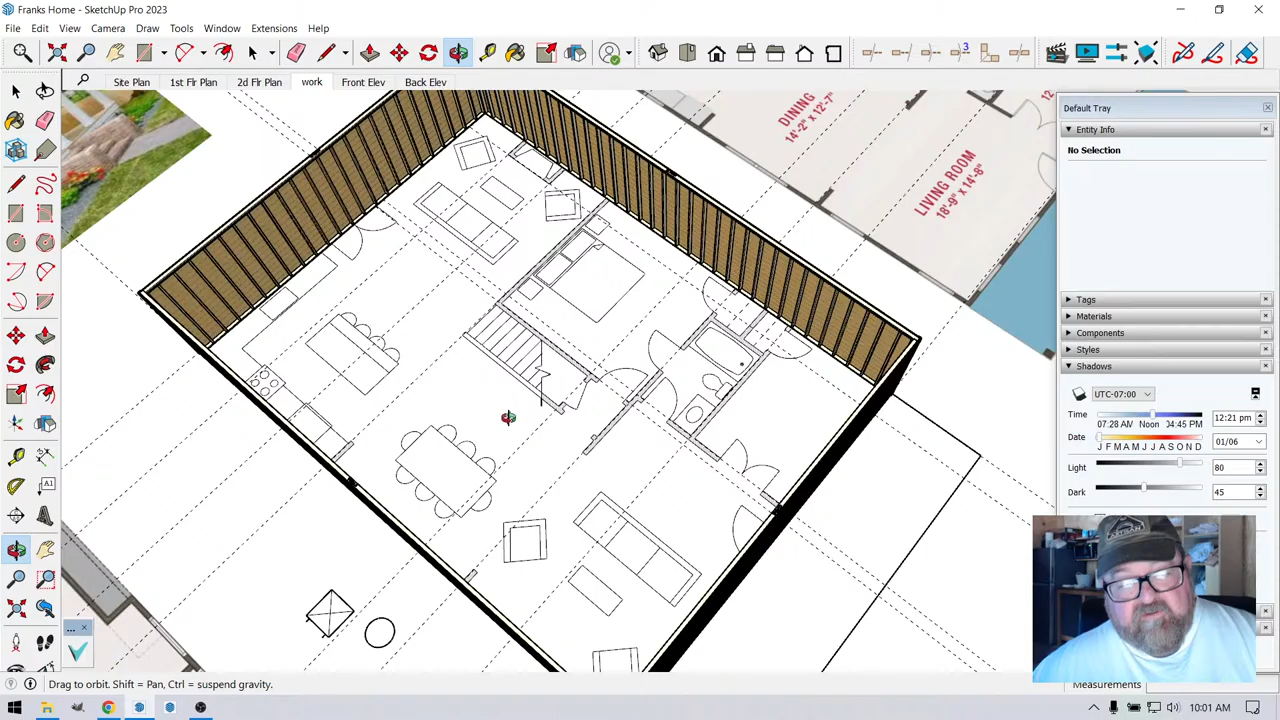 Franks Home - SketchUp Pro 2023
File Edit View Camera Draw Tools Window Extensions Help
3
Site Plan 1st Flr Plan 2d Flr Plan work Front Elev Back Elev
Default Tray
Entity Info
No Selection
DINING
14'-2" x 12'-7"
LIVING ROOM
18'-9" x 14'-8"
12
Tags
Materials
Components
Styles
Shadows
UTC-07:00
Time
07:28 AM Noon 04:45 PM
12:21 pm
Date
J F M A M J J A S O N D
01/06
Light
80
Dark
45
A1
...
Drag to orbit. Shift = Pan, Ctrl = suspend gravity.
Measurements
10:01 AM